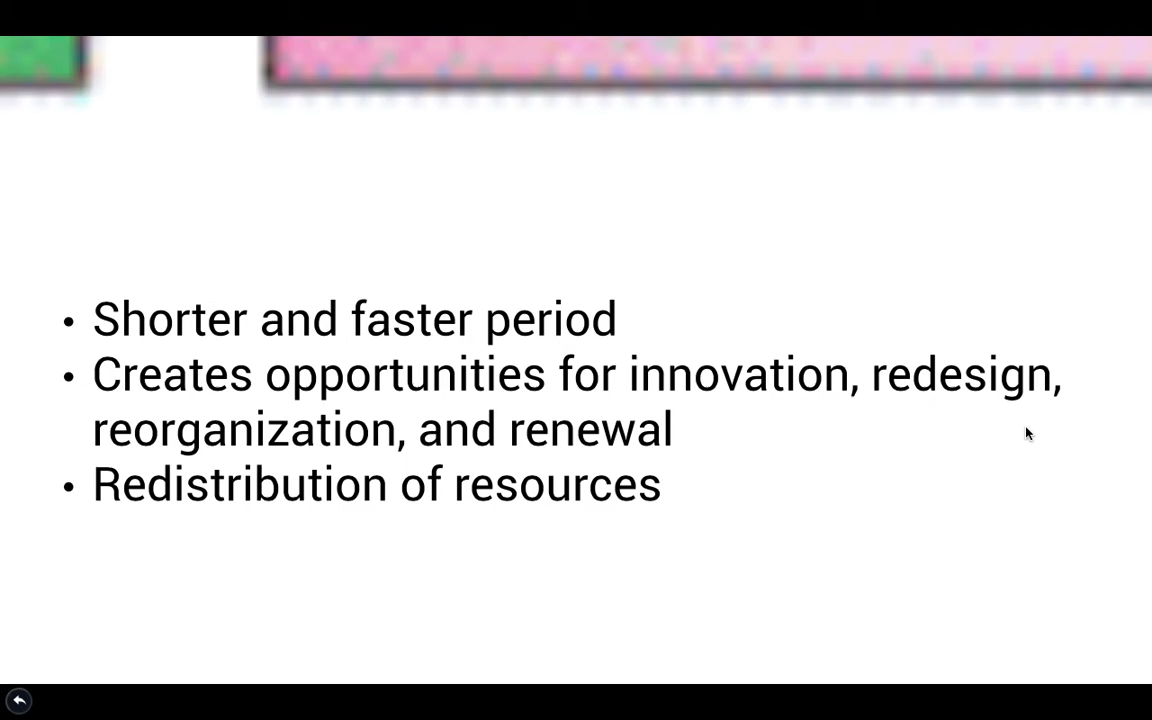 • Shorter and faster period
• Creates opportunities for innovation, redesign,
reorganization, and renewal
• Redistribution of resources